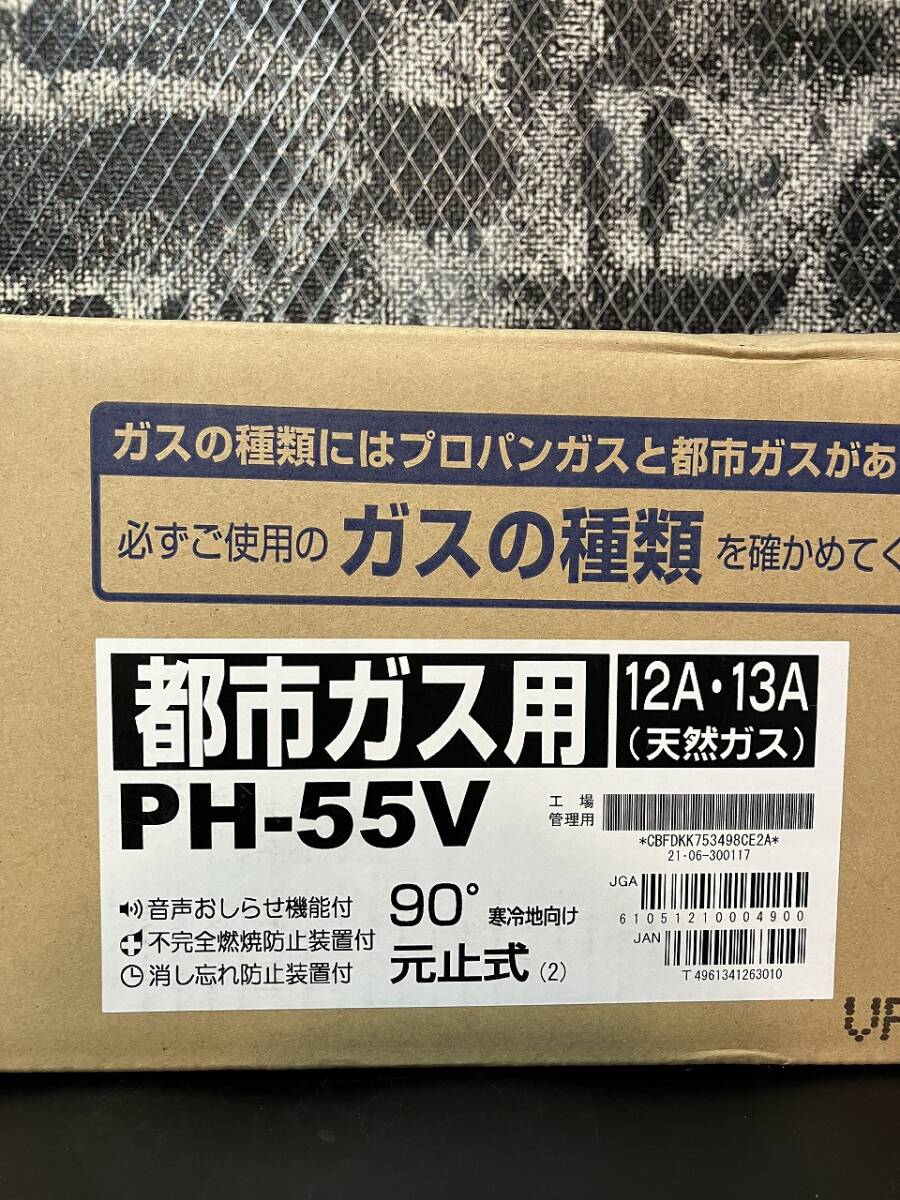 ガスの種類にはプロパンガスと都市ガスがあ
必ずご使用のガスの種類を確かめてく
都市ガス用
12A・13A
(天然ガス)
PH-55V
工場
管理用
*CBFDKK753498CE2A*
21-06-300117
音声おしらせ機能付
不完全燃焼防止装置付
消し忘れ防止装置付
90° 寒冷地向け
元止式(2)
JGA
61051210004900
JAN
T4961341263010
UP